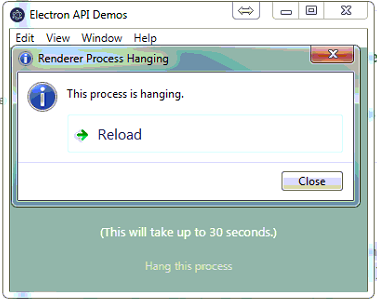 Electron API Demos
Edit View Window Help
Renderer Process Hanging
This process is hanging.
Reload
Close
(This will take up to 30 seconds.)
Hang this process